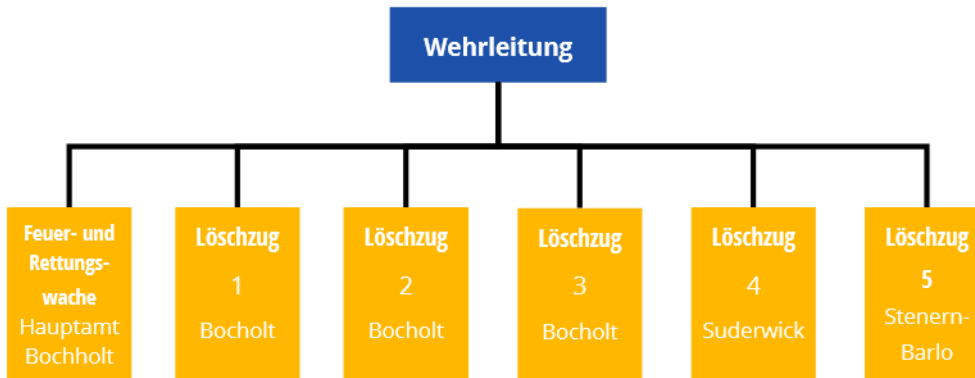 Wehrleitung
Feuer- und
Rettungs-
wache
Hauptamt
Bochholt
Löschzug
1
Bocholt
Löschzug
2
Bocholt
Löschzug
3
Bocholt
Löschzug
4
Suderwick
Löschzug
5
Stenern-
Barlo